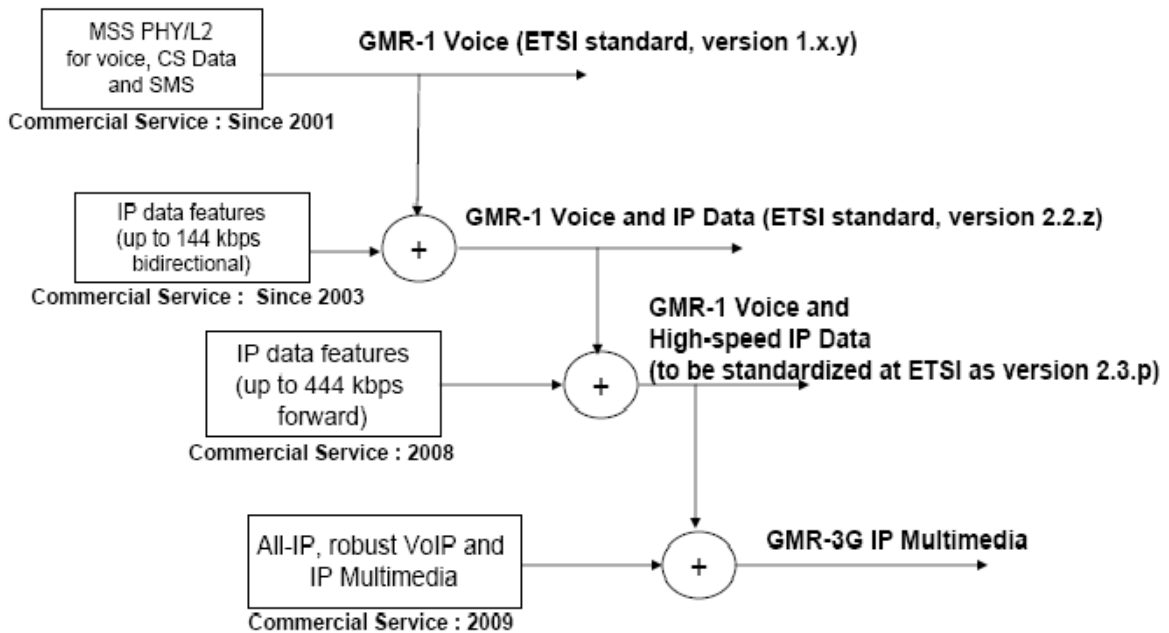 MSS PHY/L2
for voice, CS Data
and SMS
GMR-1 Voice (ETSI standard, version 1.x.y)
Commercial Service : Since 2001
IP data features
(up to 144 kbps
bidirectional)
+
GMR-1 Voice and IP Data (ETSI standard, version 2.2.z)
Commercial Service : Since 2003
GMR-1 Voice and
High-speed IP Data
(to be standardized at ETSI as version 2.3.p)
IP data features
(up to 444 kbps
forward)
+
Commercial Service : 2008
All-IP, robust VoIP and
IP Multimedia
+
GMR-3G IP Multimedia
Commercial Service : 2009